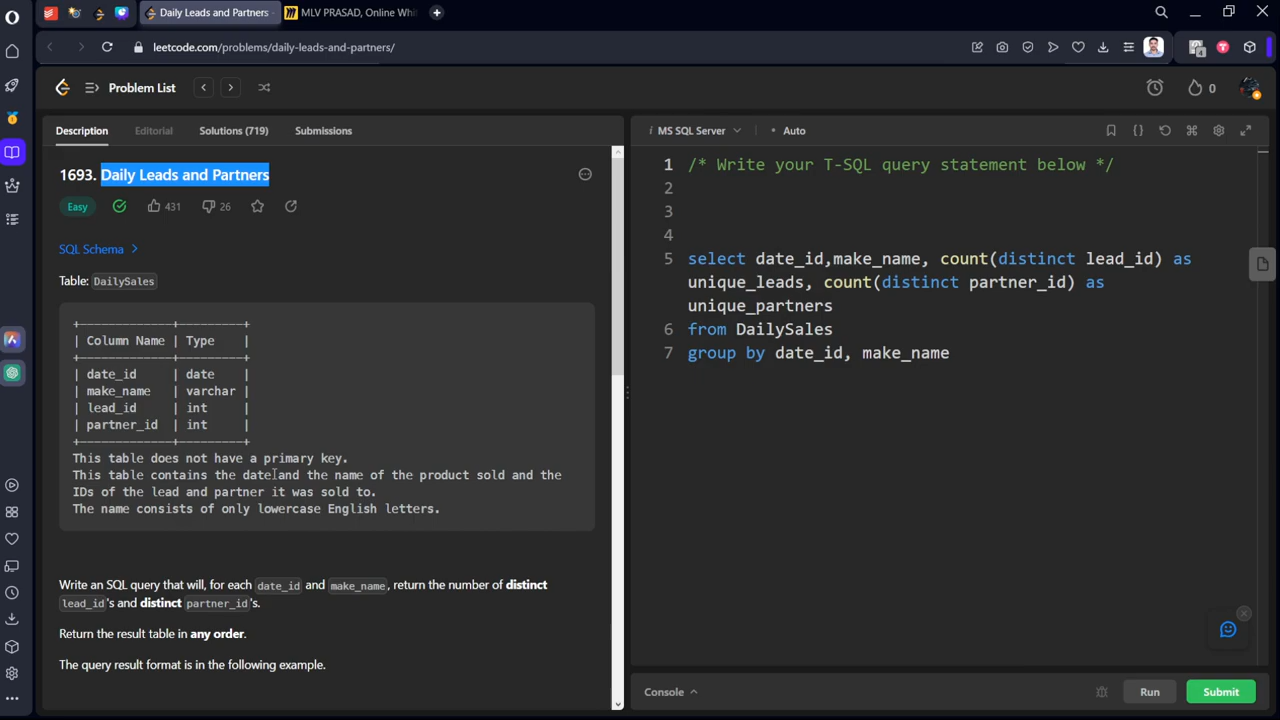 Daily Leads and Partners
MLV PRASAD, Online Whi
leetcode.com/problems/daily-leads-and-partners/
4
Problem List
0
Description
Editorial
Solutions (719)
Submissions
1693. Daily Leads and Partners
Easy
431
26
SQL Schema
Table: DailySales
+-------------+---------+
| Column Name | Type    |
+-------------+---------+
| date_id     | date    |
| make_name   | varchar |
| lead_id     | int     |
| partner_id  | int     |
+-------------+---------+
This table does not have a primary key.
This table contains the date and the name of the product sold and the
IDs of the lead and partner it was sold to.
The name consists of only lowercase English letters.
Write an SQL query that will, for each date_id and make_name, return the number of distinct
lead_id's and distinct partner_id's.
Return the result table in any order.
The query result format is in the following example.
i MS SQL Server
• Auto
1 /* Write your T-SQL query statement below */
2
3
4
5 select date_id,make_name, count(distinct lead_id) as
unique_leads, count(distinct partner_id) as
unique_partners
6 from DailySales
7 group by date_id, make_name
Console
Run
Submit